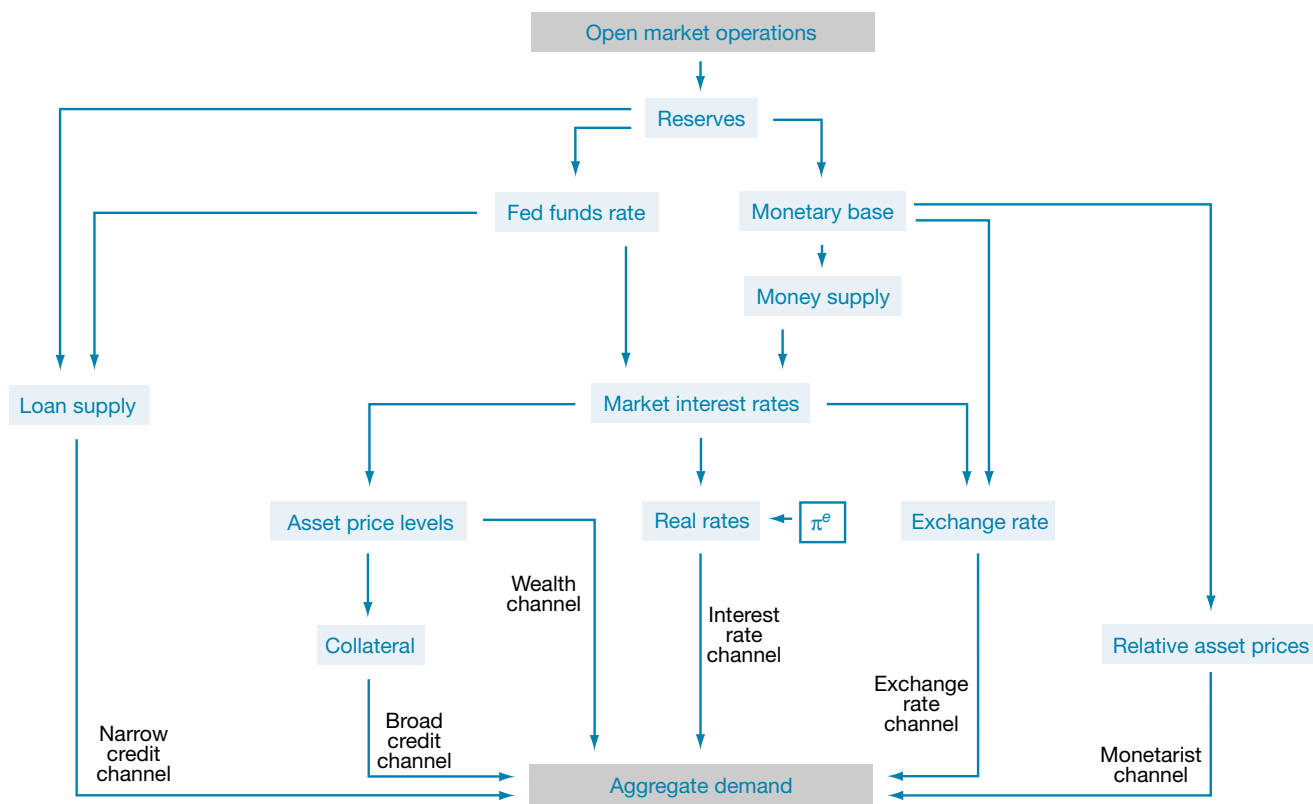 Open market operations
Reserves
Fed funds rate
Monetary base
Money supply
Loan supply
Market interest rates
Asset price levels
Real rates
πe
Exchange rate
Wealth
channel
Interest
rate
channel
Collateral
Relative asset prices
Exchange
rate
channel
Narrow
credit
channel
Broad
credit
channel
Monetarist
channel
Aggregate demand